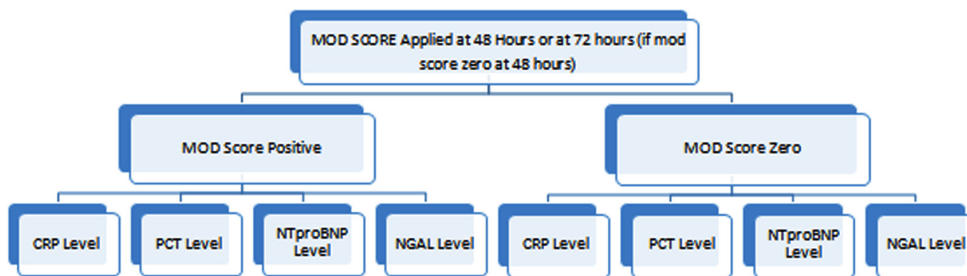 MOD SCORE Applied at 48 Hours or at 72 hours (if mod
score zero at 48 hours)
MOD Score Positive
MOD Score Zero
CRP Level
PCT Level
NTproBNP
Level
NGAL Level
CRP Level
PCT Level
NTproBNP
Level
NGAL Level